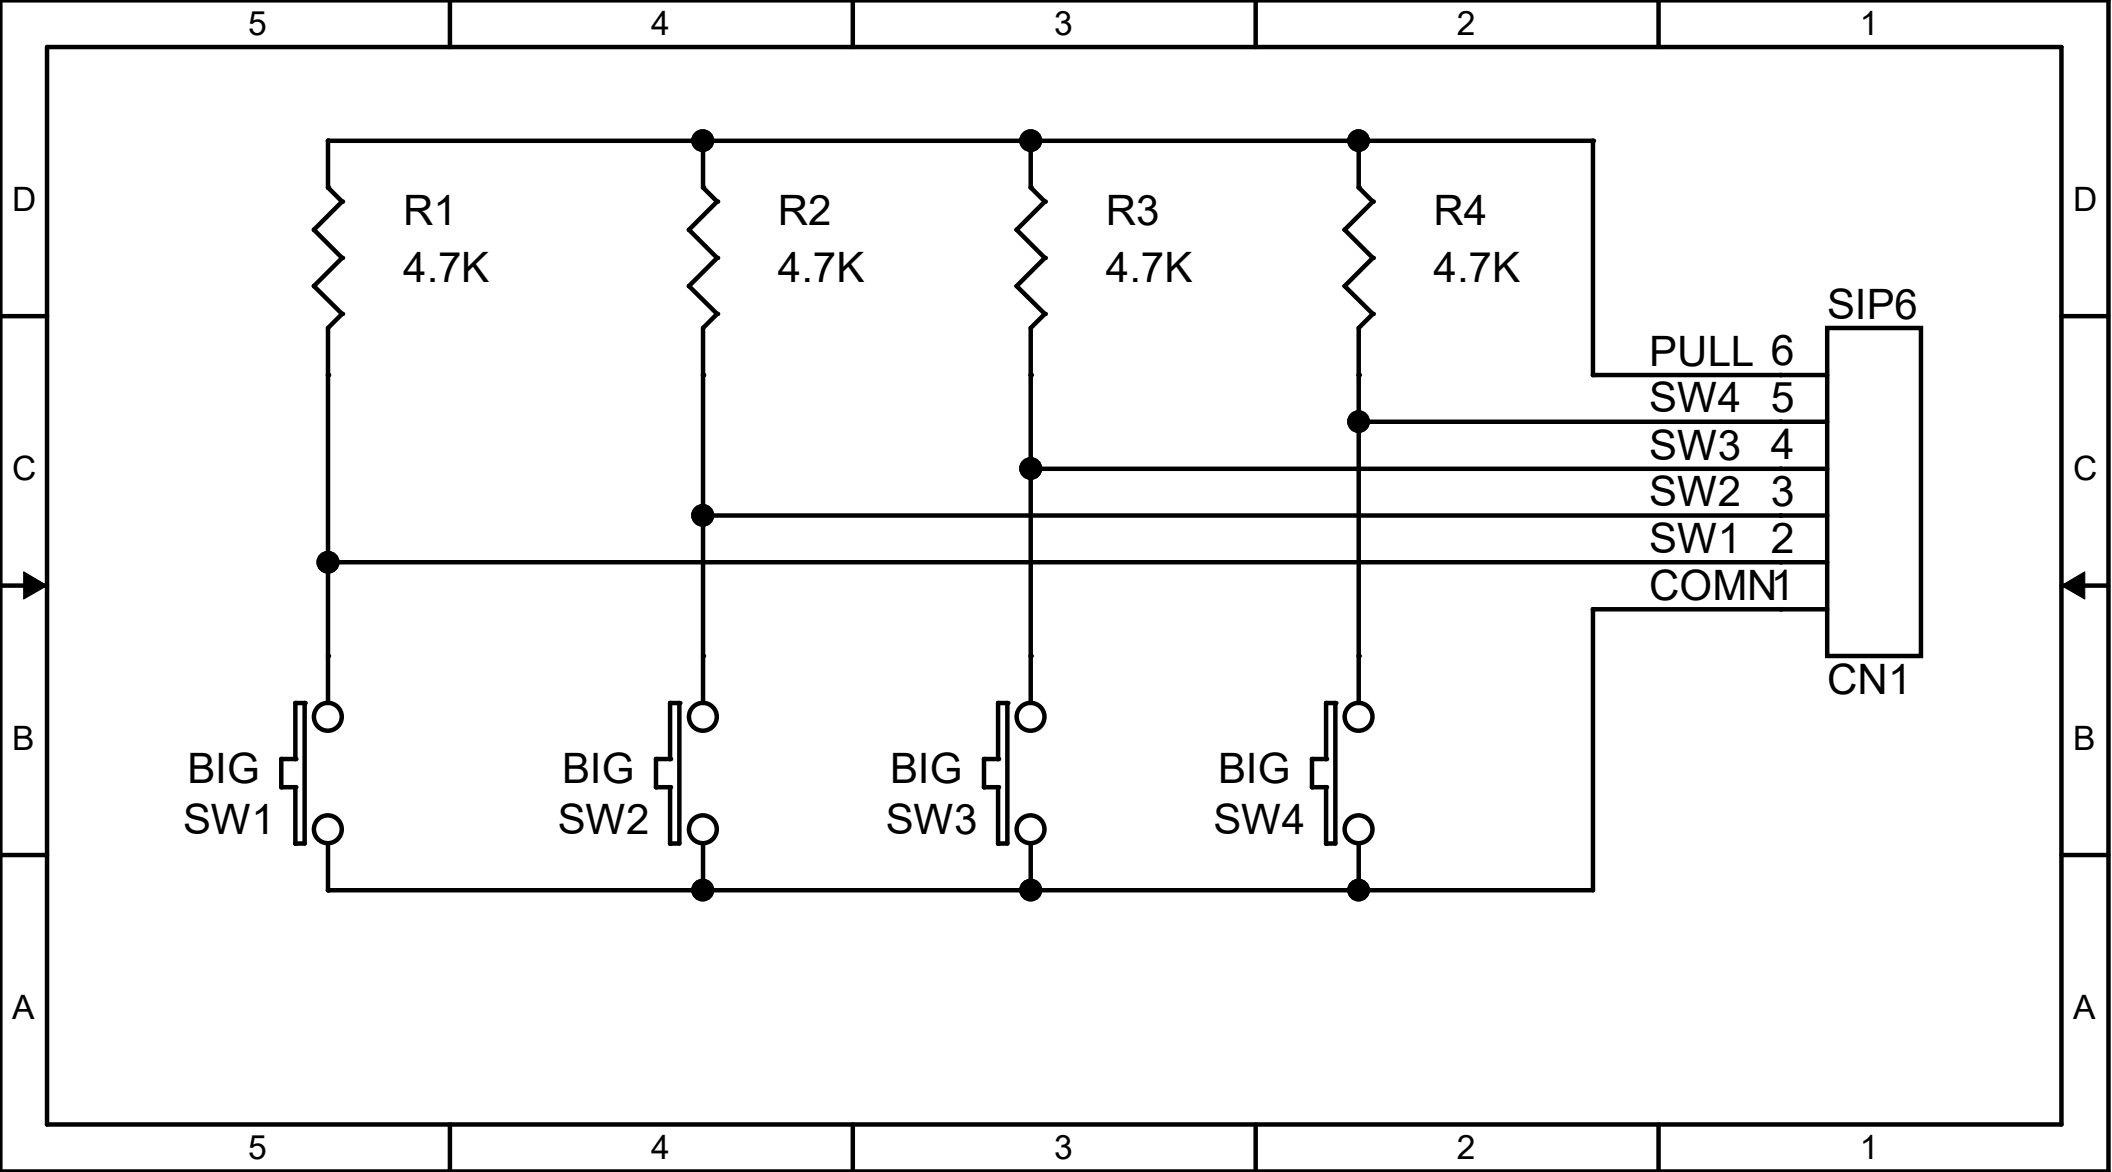 5 4 3 2 1
D D
R1 R2 R3 R4
4.7K 4.7K 4.7K 4.7K
SIP6
PULL 6
SW4 5
SW3 4
C C
SW2 3
SW1 2
COMN1
CN1
B B
BIG BIG BIG BIG
SW1 SW2 SW3 SW4
A A
5 4 3 2 1